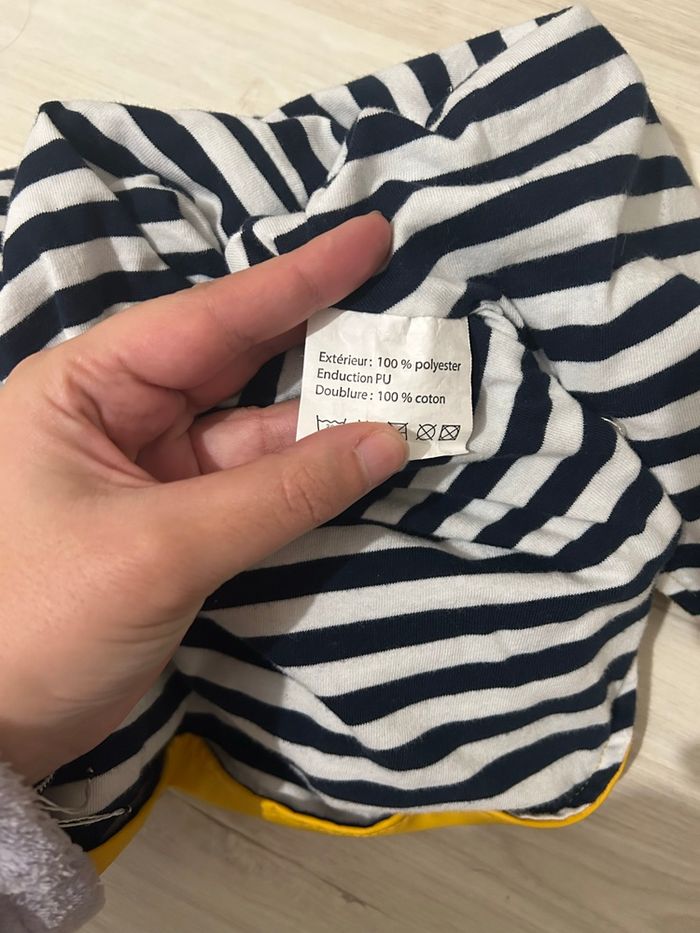 Extérieur : 100 % polyester
Enduction PU
Doublure : 100 % coton